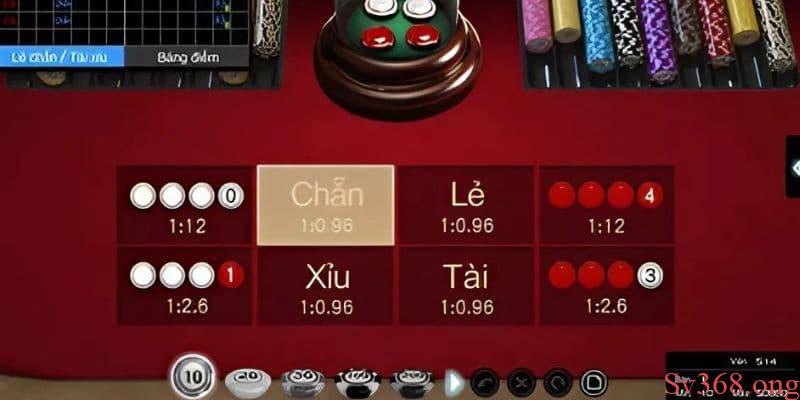 Bảng điểm
0 Chẵn Lẻ 4
1:12 1:0.96 1:0.96 1:12
1 Xỉu Tài 3
1:2.6 1:0.96 1:0.96 1:2.6
10 20
Sv368.ong